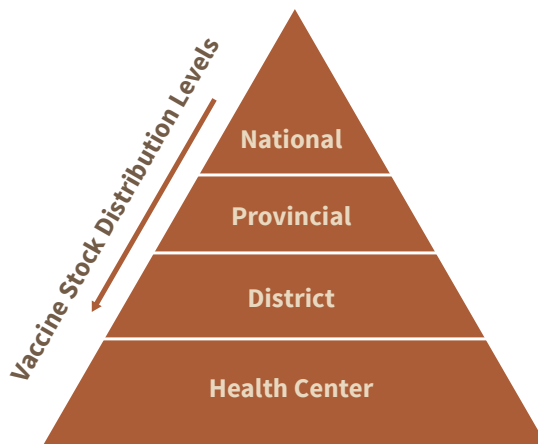 Vaccine Stock Distribution Levels
National
Provincial
District
Health Center